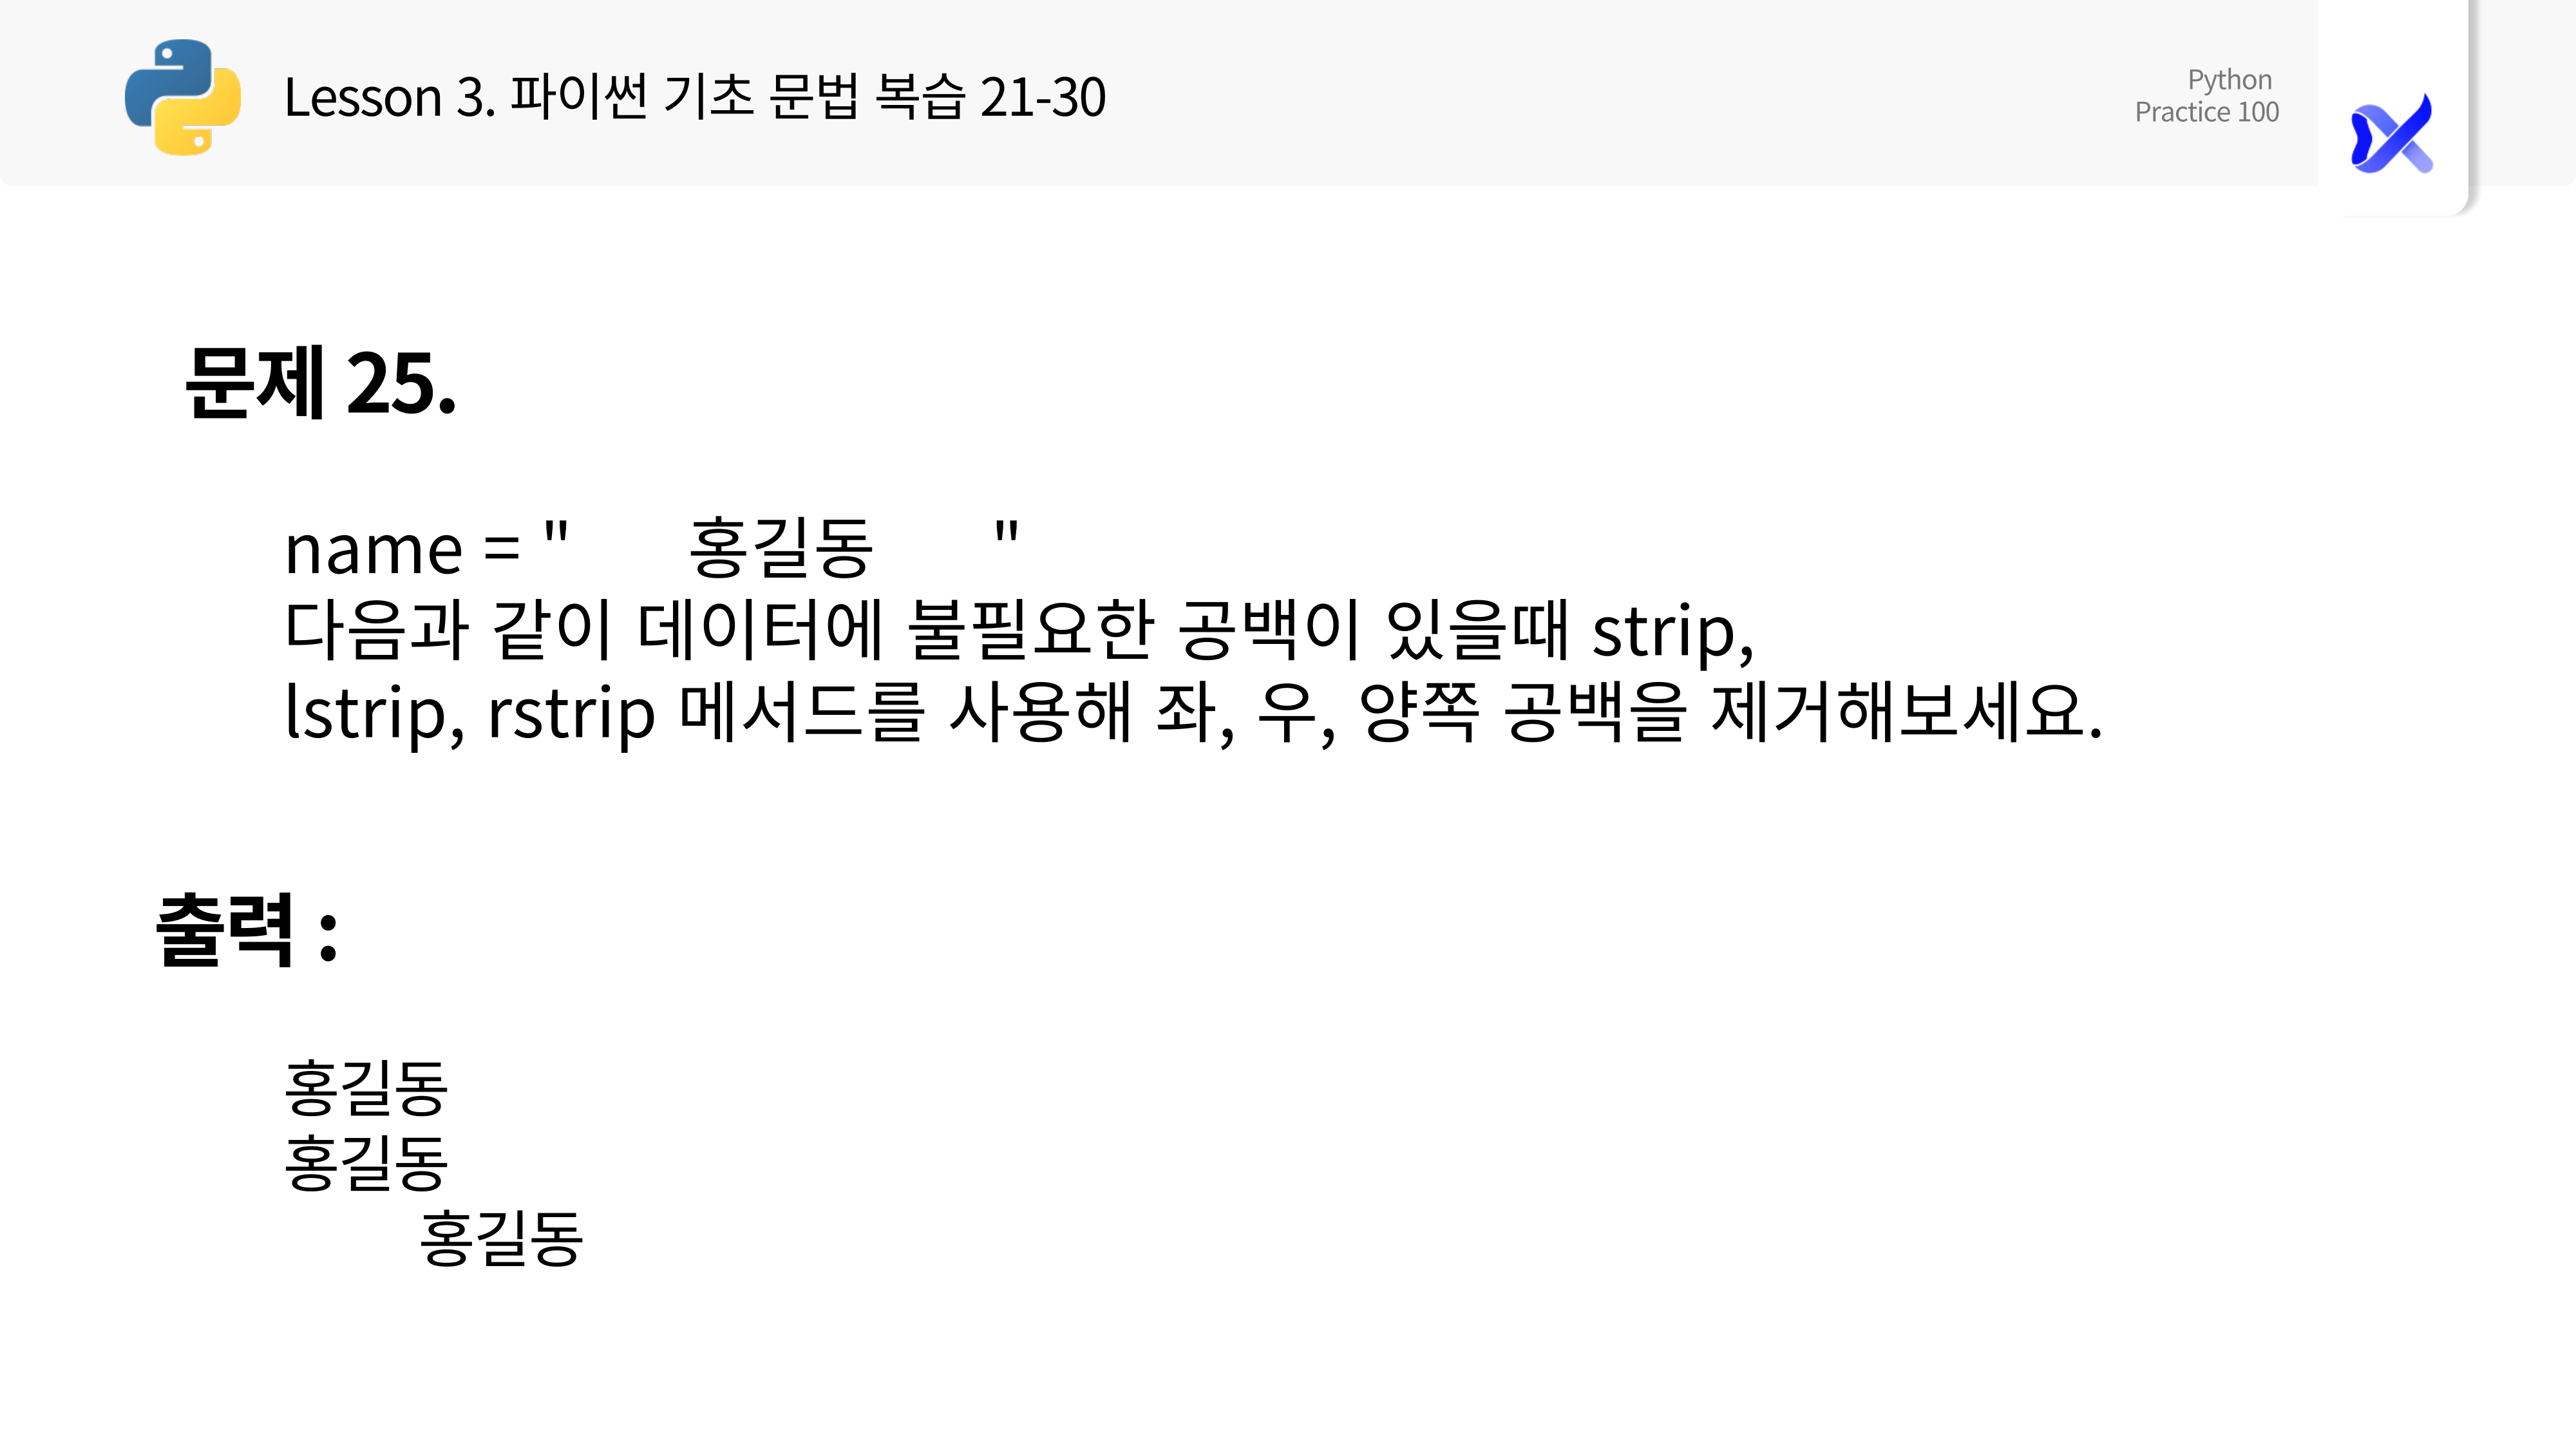 Lesson 3. 파이썬 기초 문법 복습 21-30
Python
Practice 100
문제 25.
name = "      홍길동      "
다음과 같이 데이터에 불필요한 공백이 있을때 strip,
lstrip, rstrip 메서드를 사용해 좌, 우, 양쪽 공백을 제거해보세요.
출력 :
홍길동
홍길동
      홍길동